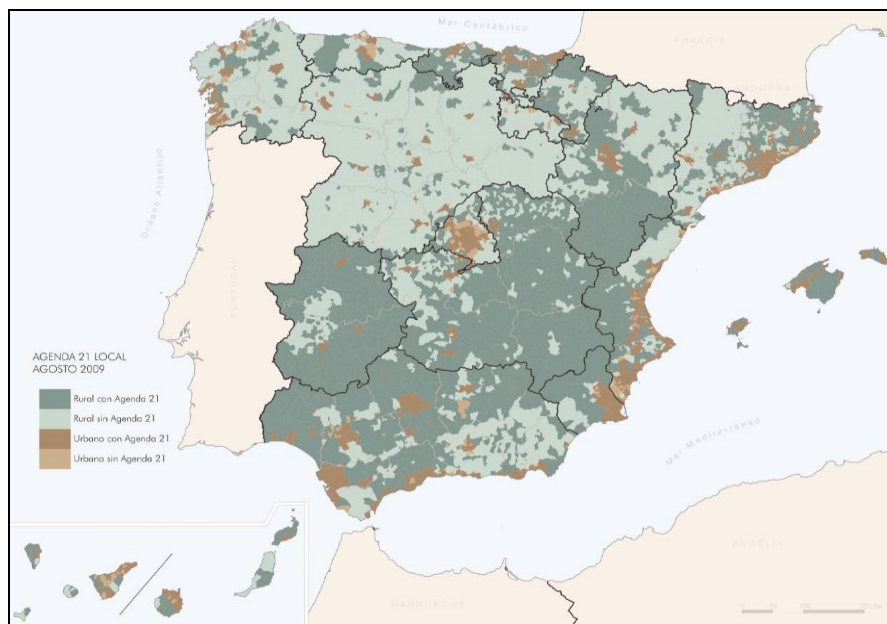 Mar Cantábrico
FRANCIA
ANDORRA
Océano Atlántico
PORTUGAL
AGENDA 21 LOCAL
AGOSTO 2009
Rural con Agenda 21
Rural sin Agenda 21
Urbano con Agenda 21
Urbano sin Agenda 21
Mar Mediterráneo
ARGELIA
MARRUECOS